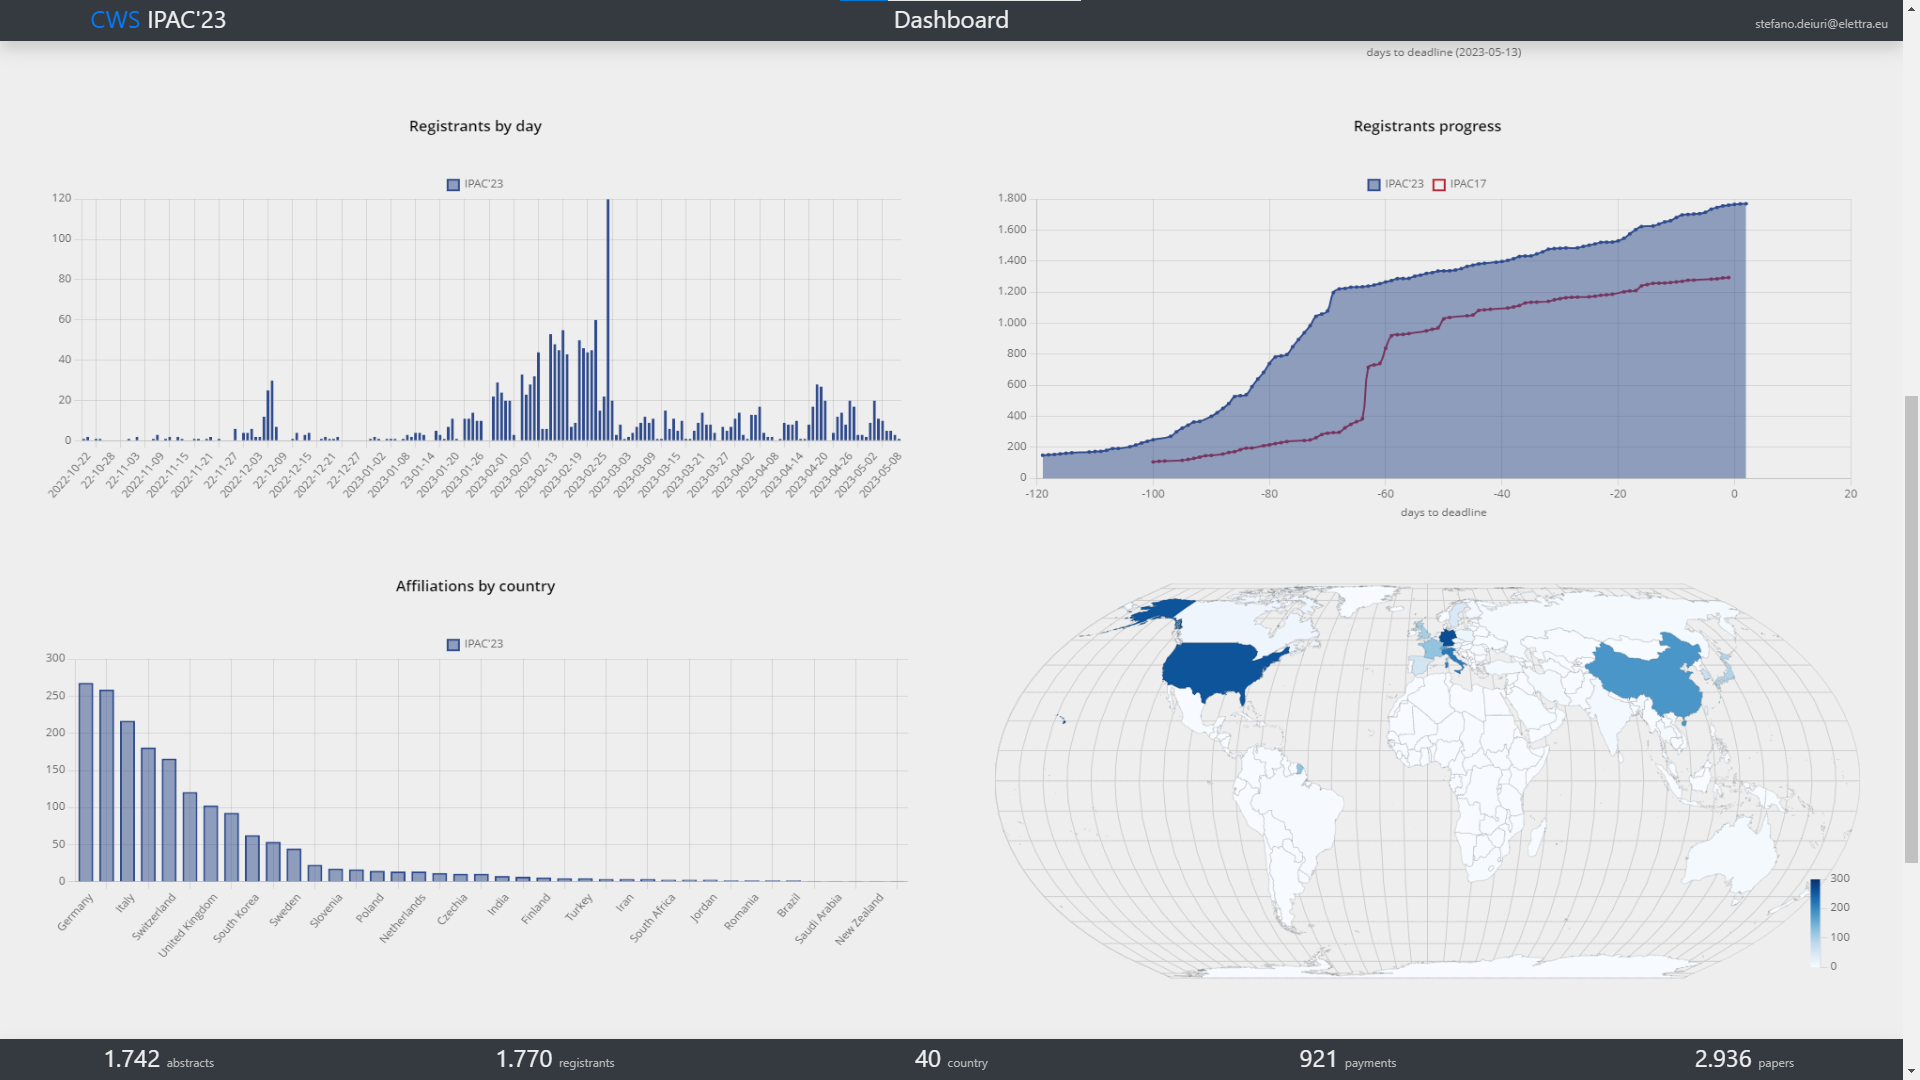 CWS IPAC'23
Dashboard
stefano.deiuri@elettra.eu
days to deadline (2023-05-13)
Registrants by day
IPAC'23
120
100
80
60
40
20
0
2022-10-22
22-10-28
22-11-03
2022-11-09
2022-11-15
2022-11-21
22-11-27
2022-12-03
22-12-09
2022-12-15
2022-12-21
22-12-27
2023-01-02
2023-01-08
23-01-14
2023-01-20
2023-01-26
2023-02-01
2023-02-07
2023-02-13
2023-02-19
2023-02-25
2023-03-03
2023-03-09
2023-03-15
2023-03-21
2023-03-27
2023-04-02
2023-04-08
2023-04-14
2023-04-20
2023-04-26
2023-05-02
2023-05-08
Registrants progress
IPAC'23
IPAC17
1.800
1.600
1.400
1.200
1.000
800
600
400
200
0
-120
-100
-80
-60
-40
-20
0
20
days to deadline
Affiliations by country
IPAC'23
300
250
200
150
100
50
0
Germany
Italy
Switzerland
United Kingdom
South Korea
Sweden
Slovenia
Poland
Netherlands
Czechia
India
Finland
Turkey
Iran
South Africa
Jordan
Romania
Brazil
Saudi Arabia
New Zealand
300
200
100
0
1.742 abstracts
1.770 registrants
40 country
921 payments
2.936 papers